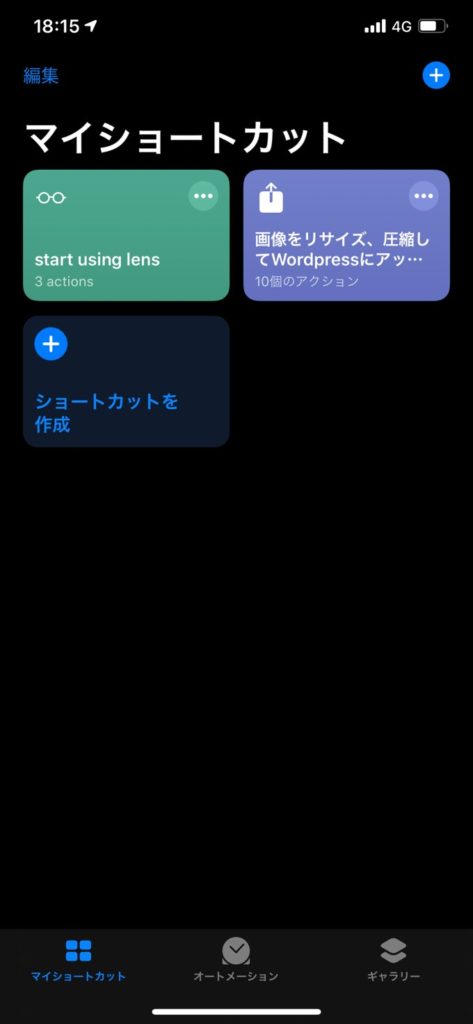 18:15
4G
編集
マイショートカット
start using lens
3 actions
画像をリサイズ、圧縮し
てWordpressにアッ…
10個のアクション
ショートカットを
作成
マイショートカット
オートメーション
ギャラリー